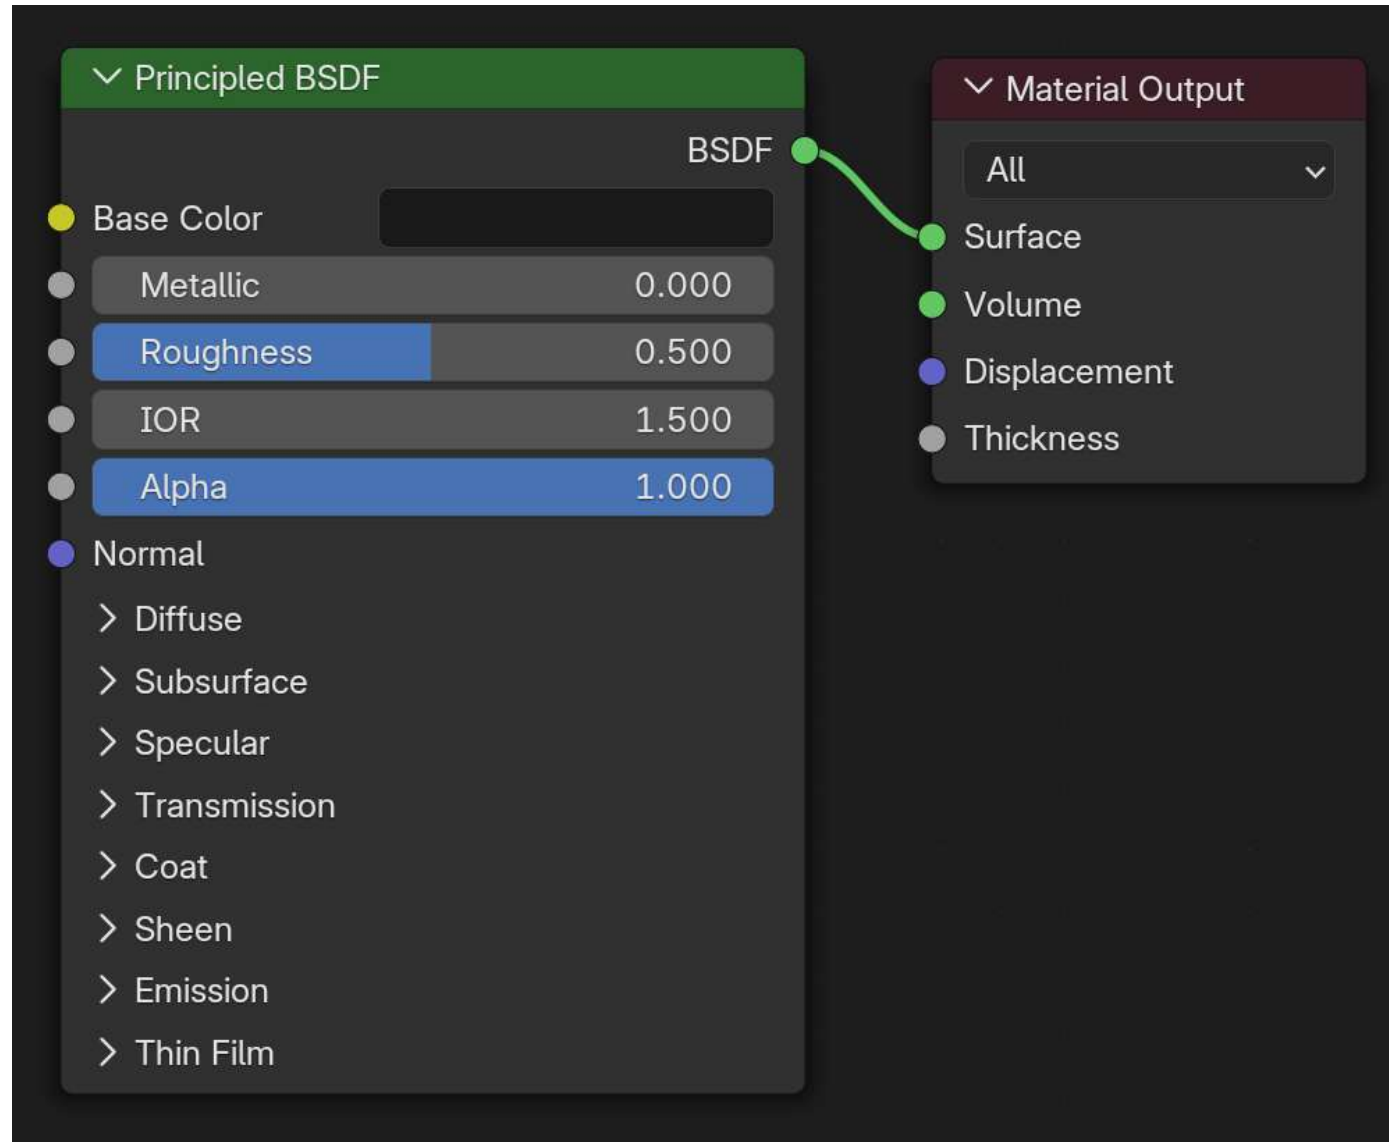 Principled BSDF
BSDF
Base Color
Metallic 0.000
Roughness 0.500
IOR 1.500
Alpha 1.000
Normal
Diffuse
Subsurface
Specular
Transmission
Coat
Sheen
Emission
Thin Film
Material Output
All
Surface
Volume
Displacement
Thickness